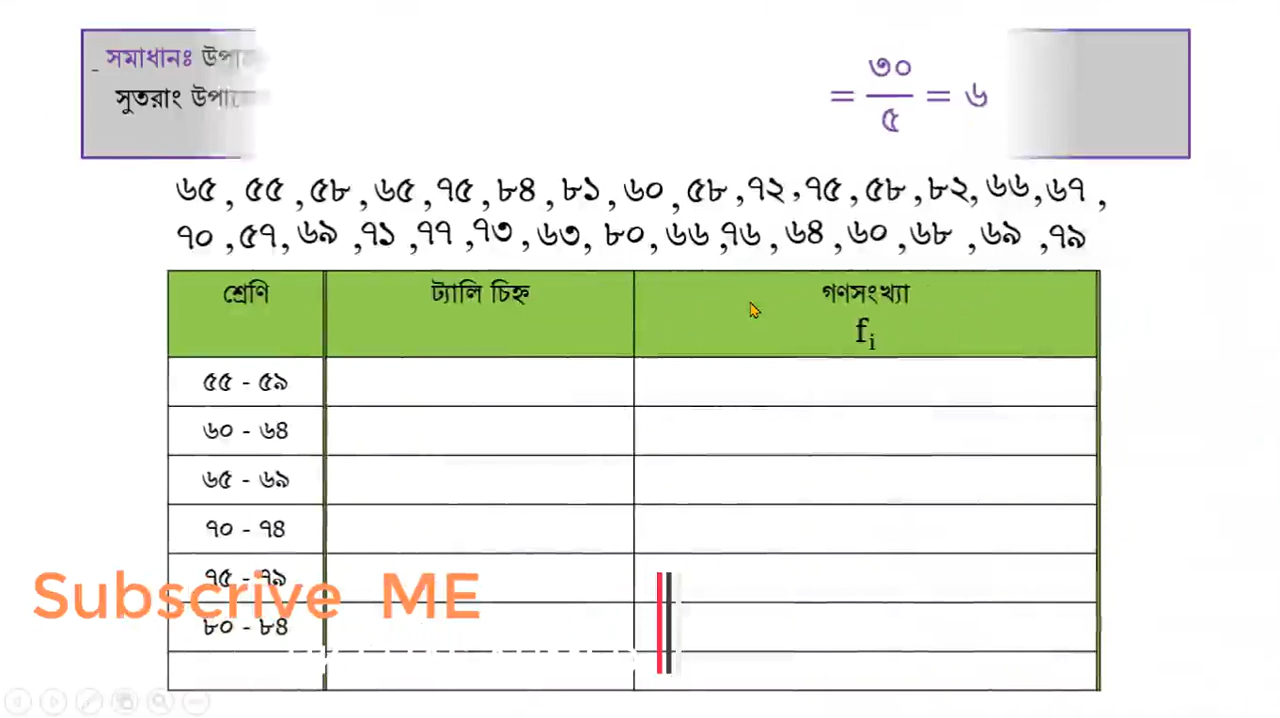 সমাধানঃ
= ৩০/৫ = ৬
সুতরাং
৬৫, ৫৫, ৫৮, ৬৫, ৭৫, ৮৪, ৮১, ৬০, ৫৮, ৭২, ৭৫, ৫৮, ৮২, ৬৬, ৬৭,
৭০, ৫৭, ৬৯, ৭১, ৭৭, ৭৩, ৬৩, ৮০, ৬৬, ৭৬, ৬৪, ৬০, ৬৮, ৬৯, ৭৯
শ্রেণি ট্যালি চিহ্ন গণসংখ্যা
fi
৫৫ - ৫৯
৬০ - ৬৪
৬৫ - ৬৯
৭০ - ৭৪
৭৫ - ৭৯
Subscrive ME
৮০ - ৮৪